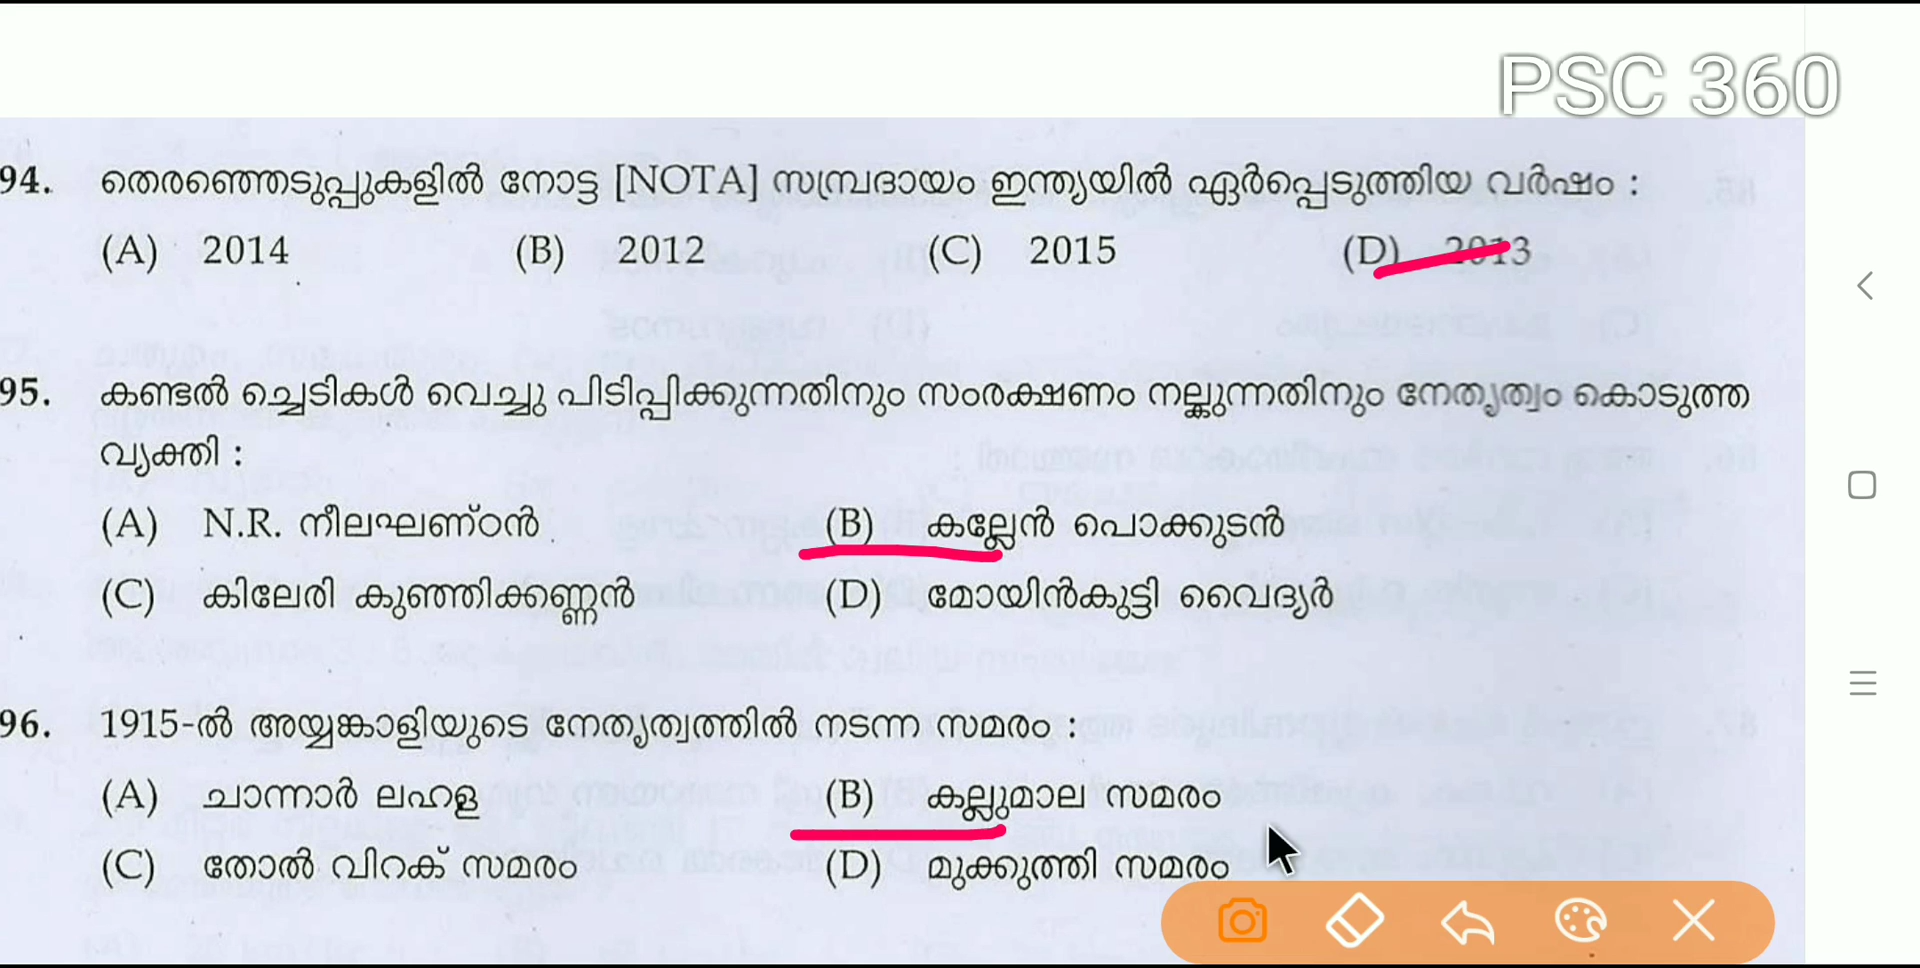 PSC 360
94. തെരഞ്ഞെടുപ്പുകളിൽ നോട്ട [NOTA] സമ്പ്രദായം ഇന്ത്യയിൽ ഏർപ്പെടുത്തിയ വർഷം :
(A) 2014 (B) 2012 (C) 2015 (D) 2013
95. കണ്ടൽ ച്ചെടികൾ വെച്ചു പിടിപ്പിക്കുന്നതിനും സംരക്ഷണം നല്കുന്നതിനും നേതൃത്വം കൊടുത്ത
വ്യക്തി :
(A) N.R. നീലഘണ്ഠൻ (B) കല്ലേൻ പൊക്കുടൻ
(C) കിലേരി കുഞ്ഞിക്കണ്ണൻ (D) മോയിൻകുട്ടി വൈദ്യർ
96. 1915-ൽ അയ്യങ്കാളിയുടെ നേതൃത്വത്തിൽ നടന്ന സമരം :
(A) ചാന്നാർ ലഹള (B) കല്ലുമാല സമരം
(C) തോൽ വിറക് സമരം (D) മുക്കുത്തി സമരം